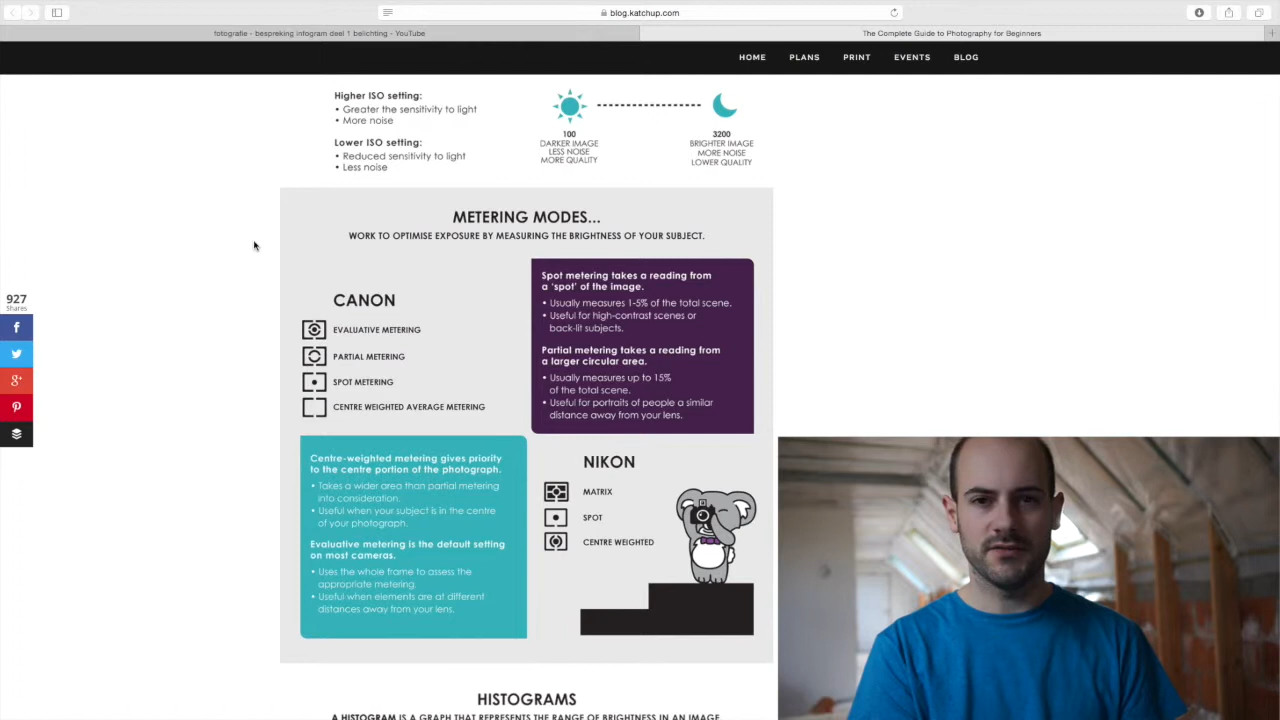 blog.katchup.com
fotografie - bespreking infogram deel 1 belichting - YouTube
The Complete Guide to Photography for Beginners
HOME PLANS PRINT EVENTS BLOG
Higher ISO setting:
• Greater the sensitivity to light
• More noise
Lower ISO setting:
• Reduced sensitivity to light
• Less noise
100
DARKER IMAGE
LESS NOISE
MORE QUALITY
3200
BRIGHTER IMAGE
MORE NOISE
LOWER QUALITY
METERING MODES...
WORK TO OPTIMISE EXPOSURE BY MEASURING THE BRIGHTNESS OF YOUR SUBJECT.
927
Shares
CANON
EVALUATIVE METERING
PARTIAL METERING
SPOT METERING
CENTRE WEIGHTED AVERAGE METERING
Spot metering takes a reading from
a ‘spot’ of the image.
• Usually measures 1-5% of the total scene.
• Useful for high-contrast scenes or
back-lit subjects.
Partial metering takes a reading from
a larger circular area.
• Usually measures up to 15%
of the total scene.
• Useful for portraits of people a similar
distance away from your lens.
Centre-weighted metering gives priority
to the centre portion of the photograph.
• Takes a wider area than partial metering
into consideration.
• Useful when your subject is in the centre
of your photograph.
Evaluative metering is the default setting
on most cameras.
• Uses the whole frame to assess the
appropriate metering.
• Useful when elements are at different
distances away from your lens.
NIKON
MATRIX
SPOT
CENTRE WEIGHTED
HISTOGRAMS
A HISTOGRAM IS A GRAPH THAT REPRESENTS THE RANGE OF BRIGHTNESS IN AN IMAGE